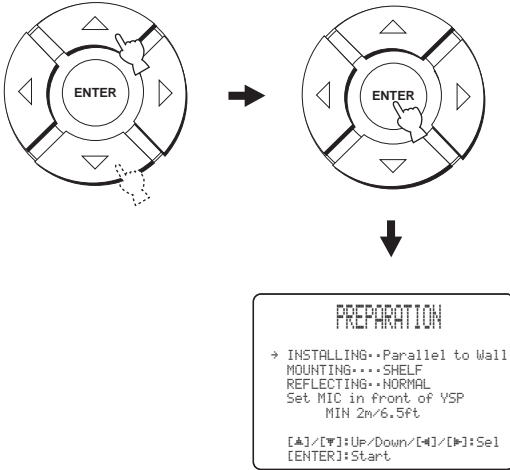 ENTER
ENTER
PREPARATION
→ INSTALLING··Parallel to Wall
MOUNTING····SHELF
REFLECTING··NORMAL
Set MIC in front of YSP
MIN 2m/6.5ft
[▲]/[▼]:Up/Down/[◄]/[►]:Sel
[ENTER]:Start